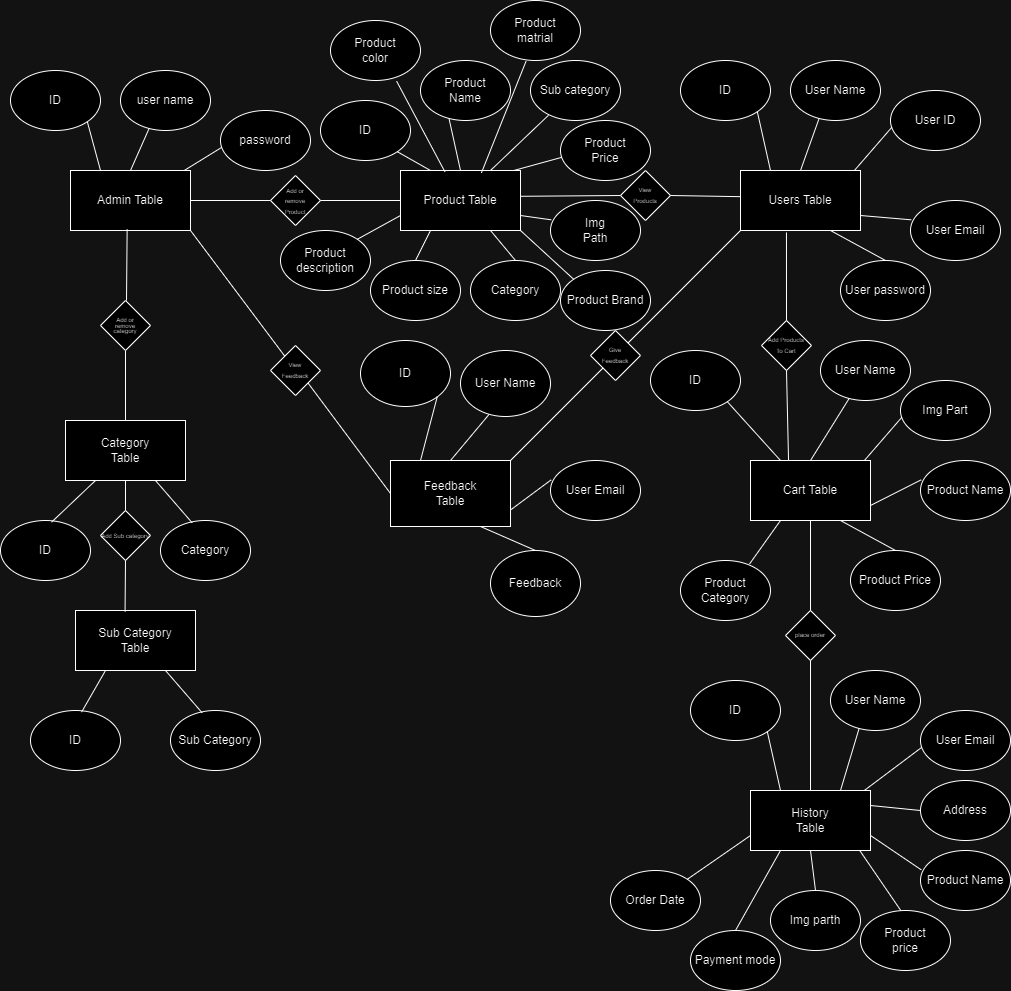 Product
matrial
Product
color
Product
Name
Sub category
ID
user name
ID
User Name
User ID
password
ID
Product
Price
Admin Table
Add or
remove
Product
Product Table
View
Products
Users Table
Img
Path
User Email
Product
description
Product size
Category
Product Brand
User password
Add or
remove
category
View
Feedback
Give
Feedback
Add Products
To Cart
ID
User Name
ID
User Name
Img Part
Category
Table
Feedback
Table
User Email
Cart Table
Product Name
ID
Add Sub category
Category
Feedback
Product
Category
Product Price
Sub Category
Table
place order
ID
Sub Category
ID
User Name
User Email
History
Table
Address
Product Name
Order Date
Img parth
Product
price
Payment mode